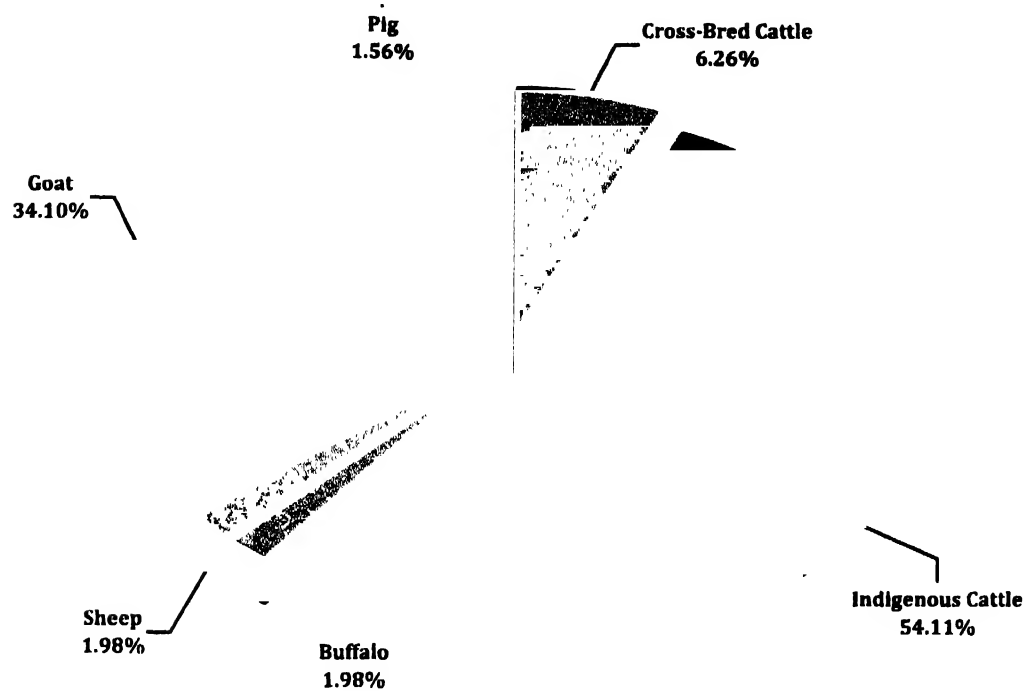 Pig
1.56%
Cross-Bred Cattle
6.26%
Goat
34.10%
Indigenous Cattle
54.11%
Sheep
1.98%
Buffalo
1.98%